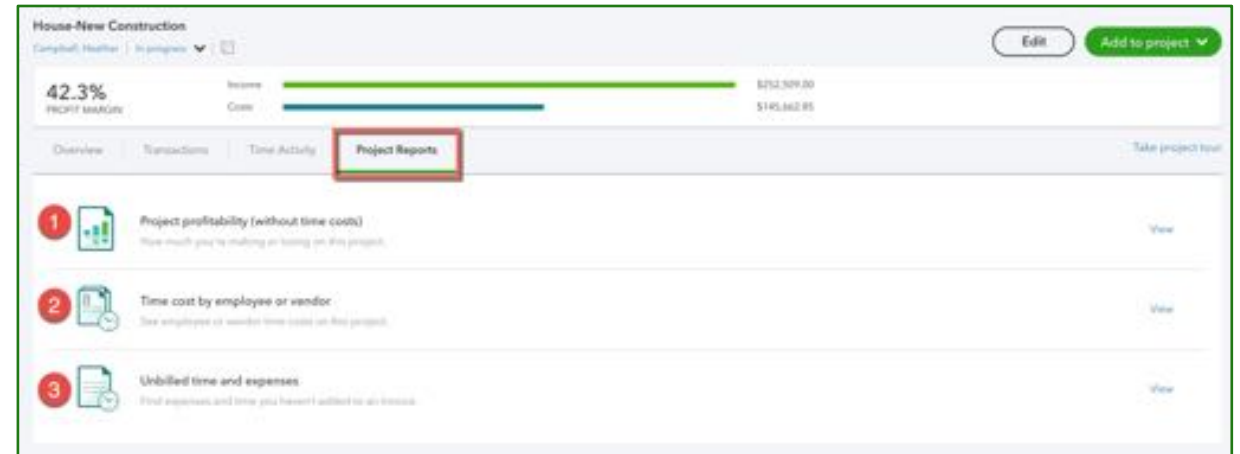 House-New Construction
Campbell, Heather | In progress
Edit
Add to project
42.3%
PROFIT MARGIN
Income
$252,509.00
Costs
$145,662.85
Overview
Transactions
Time Activity
Project Reports
Take project tour
1
Project profitability (without time costs)
How much you're making or losing on this project.
View
2
Time cost by employee or vendor
See employee or vendor time costs on this project.
View
3
Unbilled time and expenses
Find expenses and time you haven't added to an invoice.
View